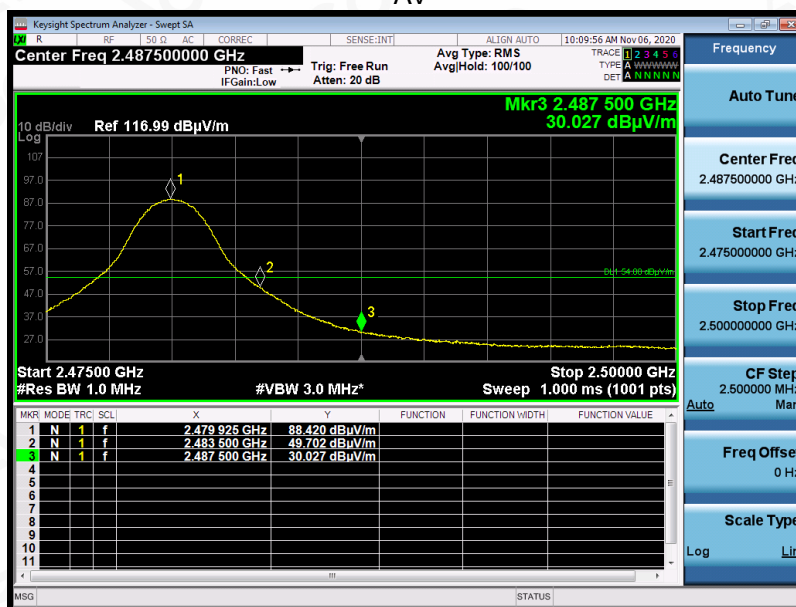 AV
Keysight Spectrum Analyzer - Swept SA
LXI R RF 50 Ω AC CORREC SENSE:INT ALIGN AUTO 10:09:56 AM Nov 06, 2020
Center Freq 2.487500000 GHz
PNO: Fast
IFGain:Low
Trig: Free Run
Atten: 20 dB
Avg Type: RMS
Avg|Hold: 100/100
TRACE 1 2 3 4 5 6
TYPE A WWWWW
DET A N N N N N
Mkr3 2.487 500 GHz
30.027 dBµV/m
10 dB/div Ref 116.99 dBµV/m
Log
107
97.0
87.0
77.0
67.0
57.0
47.0
37.0
27.0
1
2
3
DL1 54.00 dBµV/m
Start 2.47500 GHz Stop 2.50000 GHz
#Res BW 1.0 MHz #VBW 3.0 MHz* Sweep 1.000 ms (1001 pts)
MKR MODE TRC SCL X Y FUNCTION FUNCTION WIDTH FUNCTION VALUE
1 N 1 f 2.479 925 GHz 88.420 dBµV/m
2 N 1 f 2.483 500 GHz 49.702 dBµV/m
3 N 1 f 2.487 500 GHz 30.027 dBµV/m
4
5
6
7
8
9
10
11
MSG STATUS
Frequency
Auto Tune
Center Freq
2.487500000 GHz
Start Freq
2.475000000 GHz
Stop Freq
2.500000000 GHz
CF Step
2.500000 MHz
Auto Man
Freq Offset
0 Hz
Scale Type
Log Lin